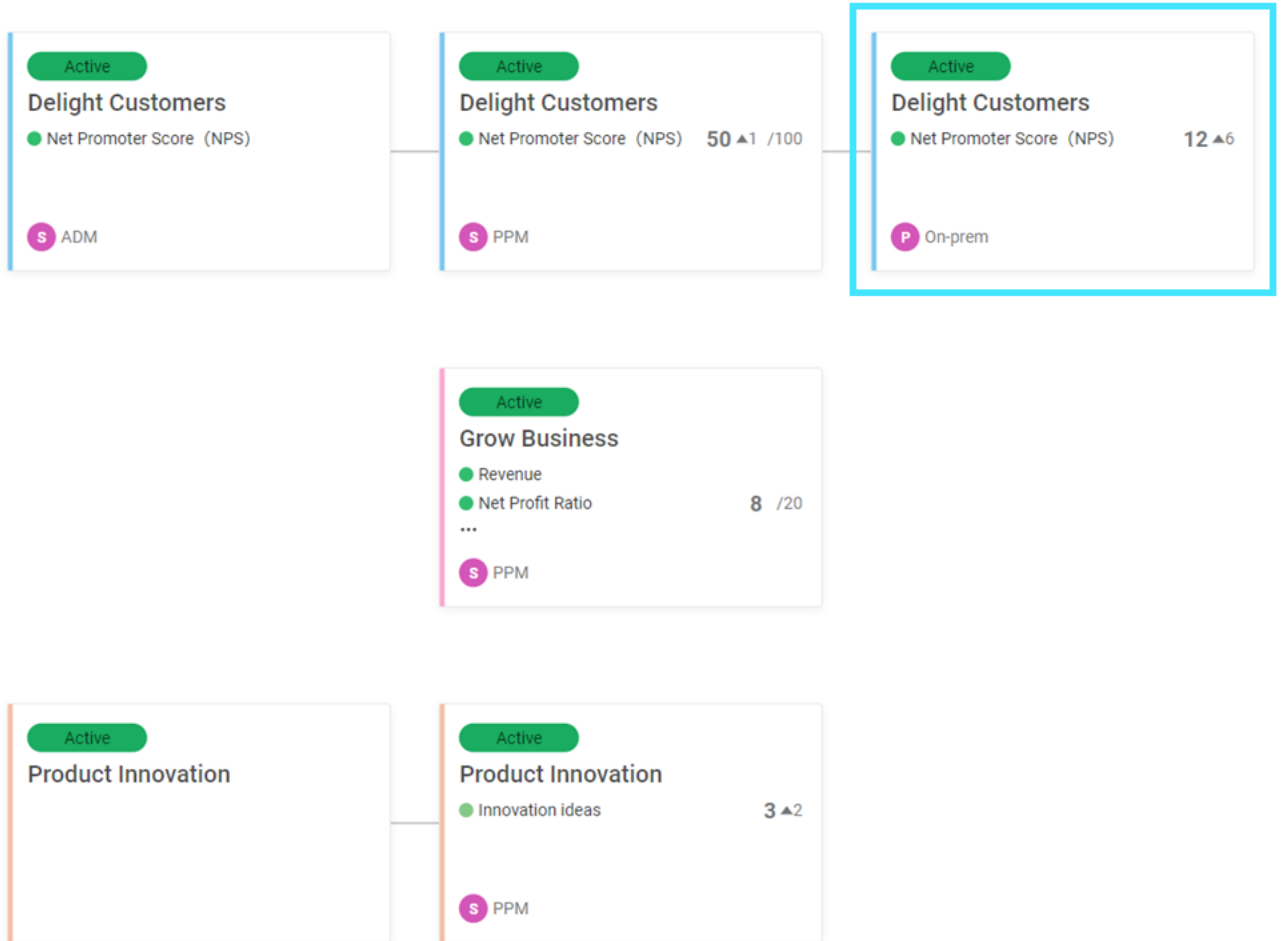 Active
Delight Customers
Net Promoter Score（NPS）
S ADM
Active
Delight Customers
Net Promoter Score（NPS） 50 ▲1 /100
S PPM
Active
Delight Customers
Net Promoter Score（NPS） 12 ▲6
P On-prem
Active
Grow Business
Revenue
Net Profit Ratio 8 /20
...
S PPM
Active
Product Innovation
Active
Product Innovation
Innovation ideas 3 ▲2
S PPM